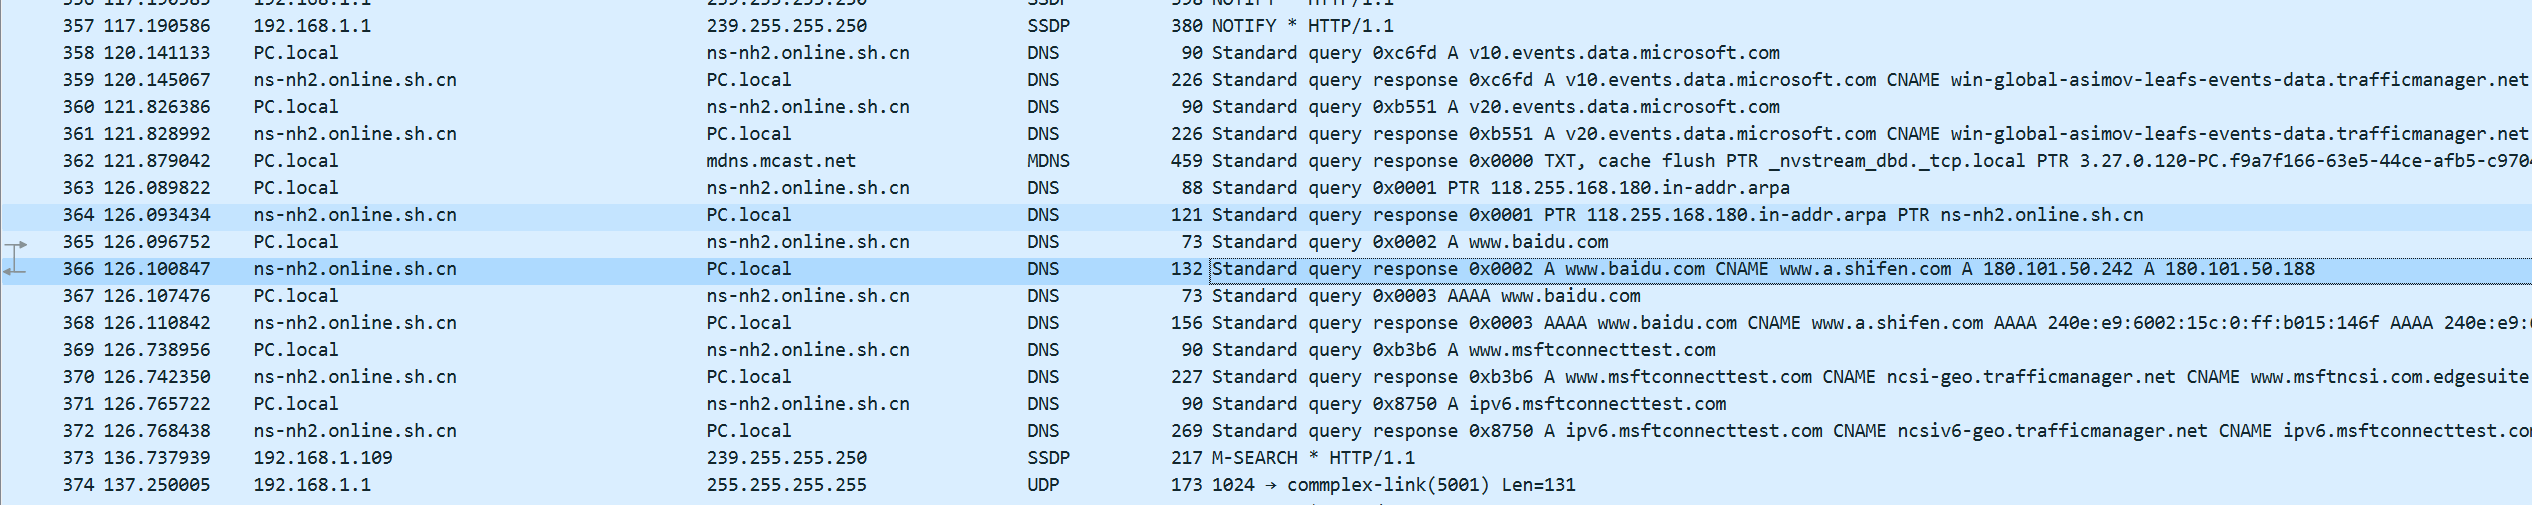 357 117.190586 192.168.1.1 239.255.255.250 SSDP 380 NOTIFY * HTTP/1.1
358 120.141133 PC.local ns-nh2.online.sh.cn DNS 90 Standard query 0xc6fd A v10.events.data.microsoft.com
359 120.145067 ns-nh2.online.sh.cn PC.local DNS 226 Standard query response 0xc6fd A v10.events.data.microsoft.com CNAME win-global-asimov-leafs-events-data.trafficmanager.net
360 121.826386 PC.local ns-nh2.online.sh.cn DNS 90 Standard query 0xb551 A v20.events.data.microsoft.com
361 121.828992 ns-nh2.online.sh.cn PC.local DNS 226 Standard query response 0xb551 A v20.events.data.microsoft.com CNAME win-global-asimov-leafs-events-data.trafficmanager.net
362 121.879042 PC.local mdns.mcast.net MDNS 459 Standard query response 0x0000 TXT, cache flush PTR _nvstream_dbd._tcp.local PTR 3.27.0.120-PC.f9a7f166-63e5-44ce-afb5-c970
363 126.089822 PC.local ns-nh2.online.sh.cn DNS 88 Standard query 0x0001 PTR 118.255.168.180.in-addr.arpa
364 126.093434 ns-nh2.online.sh.cn PC.local DNS 121 Standard query response 0x0001 PTR 118.255.168.180.in-addr.arpa PTR ns-nh2.online.sh.cn
365 126.096752 PC.local ns-nh2.online.sh.cn DNS 73 Standard query 0x0002 A www.baidu.com
366 126.100847 ns-nh2.online.sh.cn PC.local DNS 132 Standard query response 0x0002 A www.baidu.com CNAME www.a.shifen.com A 180.101.50.242 A 180.101.50.188
367 126.107476 PC.local ns-nh2.online.sh.cn DNS 73 Standard query 0x0003 AAAA www.baidu.com
368 126.110842 ns-nh2.online.sh.cn PC.local DNS 156 Standard query response 0x0003 AAAA www.baidu.com CNAME www.a.shifen.com AAAA 240e:e9:6002:15c:0:ff:b015:146f AAAA 240e:e9:
369 126.738956 PC.local ns-nh2.online.sh.cn DNS 90 Standard query 0xb3b6 A www.msftconnecttest.com
370 126.742350 ns-nh2.online.sh.cn PC.local DNS 227 Standard query response 0xb3b6 A www.msftconnecttest.com CNAME ncsi-geo.trafficmanager.net CNAME www.msftncsi.com.edgesuite
371 126.765722 PC.local ns-nh2.online.sh.cn DNS 90 Standard query 0x8750 A ipv6.msftconnecttest.com
372 126.768438 ns-nh2.online.sh.cn PC.local DNS 269 Standard query response 0x8750 A ipv6.msftconnecttest.com CNAME ncsiv6-geo.trafficmanager.net CNAME ipv6.msftconnecttest.co
373 136.737939 192.168.1.109 239.255.255.250 SSDP 217 M-SEARCH * HTTP/1.1
374 137.250005 192.168.1.1 255.255.255.255 UDP 173 1024 → commplex-link(5001) Len=131